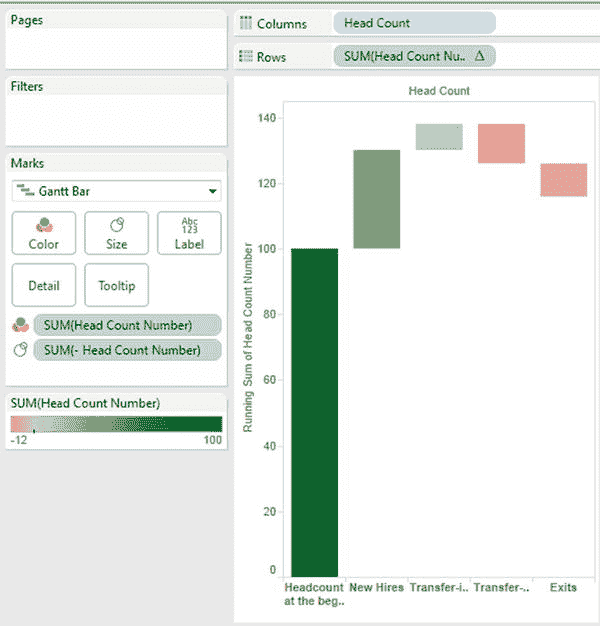 Pages
Columns
Head Count
Rows
SUM(Head Count Nu.. Δ
Filters
Marks
Gantt Bar
Color
Size
Abc
123
Label
Detail
Tooltip
SUM(Head Count Number)
SUM(- Head Count Number)
SUM(Head Count Number)
-12
100
Head Count
Running Sum of Head Count Number
140
120
100
80
60
40
20
0
Headcount
at the beg..
New Hires
Transfer-i..
Transfer-..
Exits